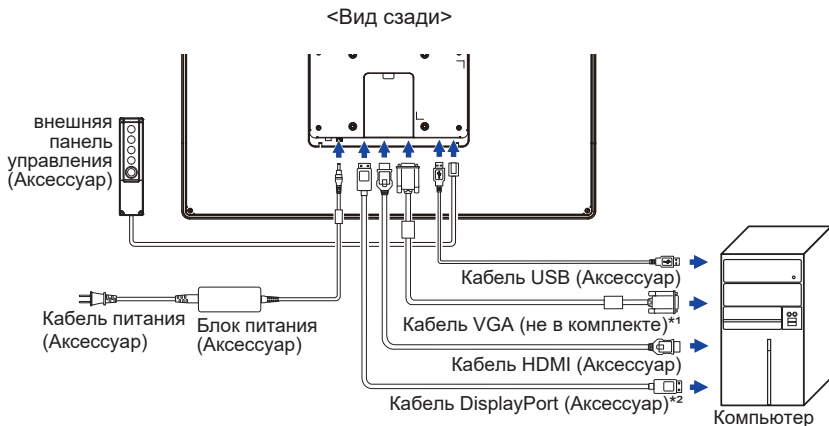 <Вид сзади>
внешняя
панель
управления
(Аксессуар)
Кабель USB (Аксессуар)
Кабель питания
(Аксессуар)
Блок питания
(Аксессуар)
Кабель VGA (не в комплекте)*1
Кабель HDMI (Аксессуар)
Кабель DisplayPort (Аксессуар)*2
Компьютер